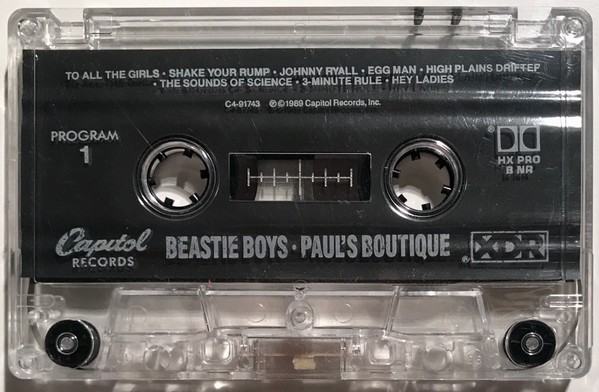 TO ALL THE GIRLS • SHAKE YOUR RUMP • JOHNNY RYALL • EGG MAN • HIGH PLAINS DRIFTER
• THE SOUNDS OF SCIENCE • 3-MINUTE RULE • HEY LADIES
C4-91743 ℗ © 1989 Capitol Records, Inc.
PROGRAM
1
HX PRO
B NR
Capitol
RECORDS
BEASTIE BOYS • PAUL'S BOUTIQUE
® XDR